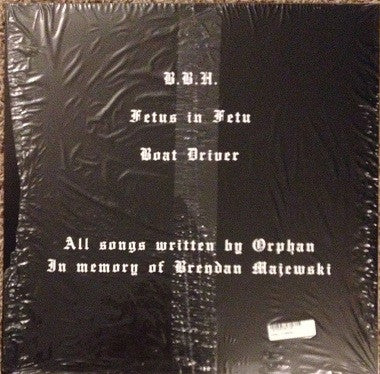 B.B.H.
Fetus in Fetu
Boat Driver
All songs written by Orphan
In memory of Brendan Majewski